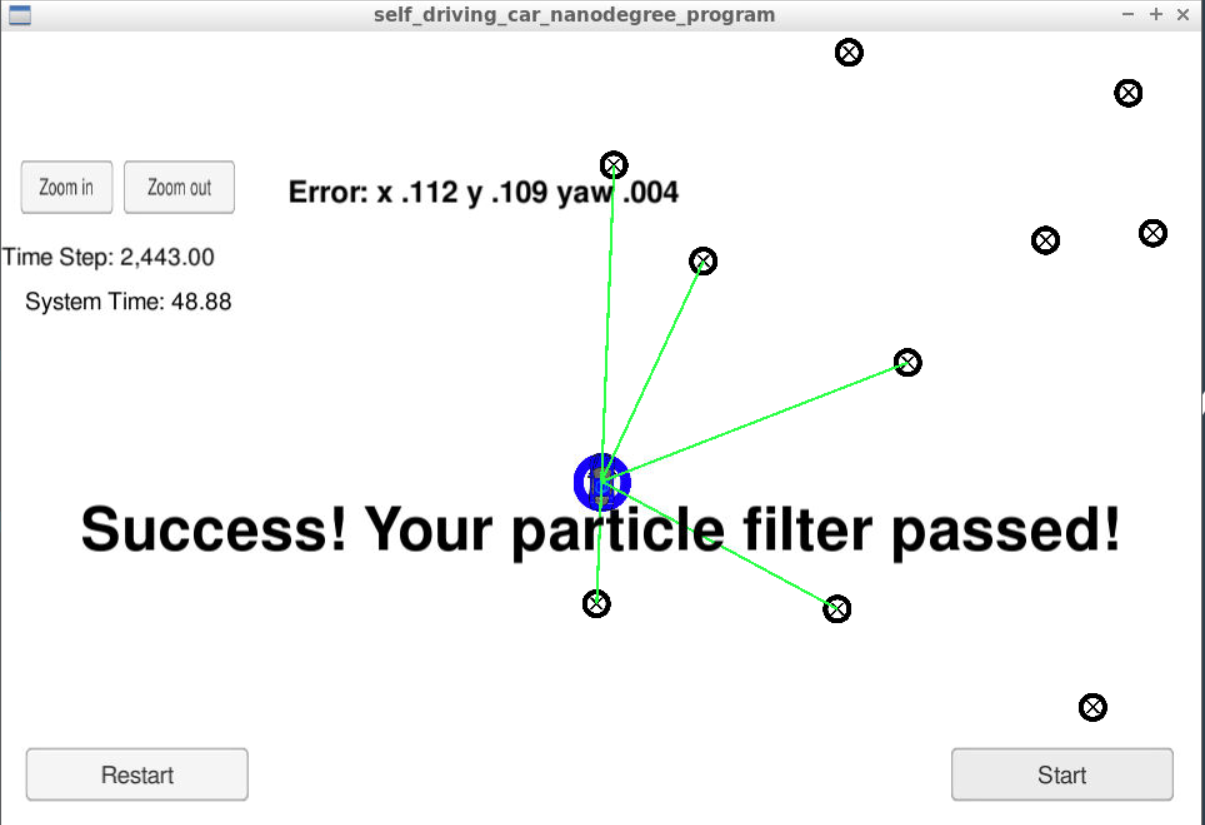 self_driving_car_nanodegree_program
Zoom in
Zoom out
Error: x .112 y .109 yaw .004
Time Step: 2,443.00
System Time: 48.88
Success! Your particle filter passed!
Restart
Start